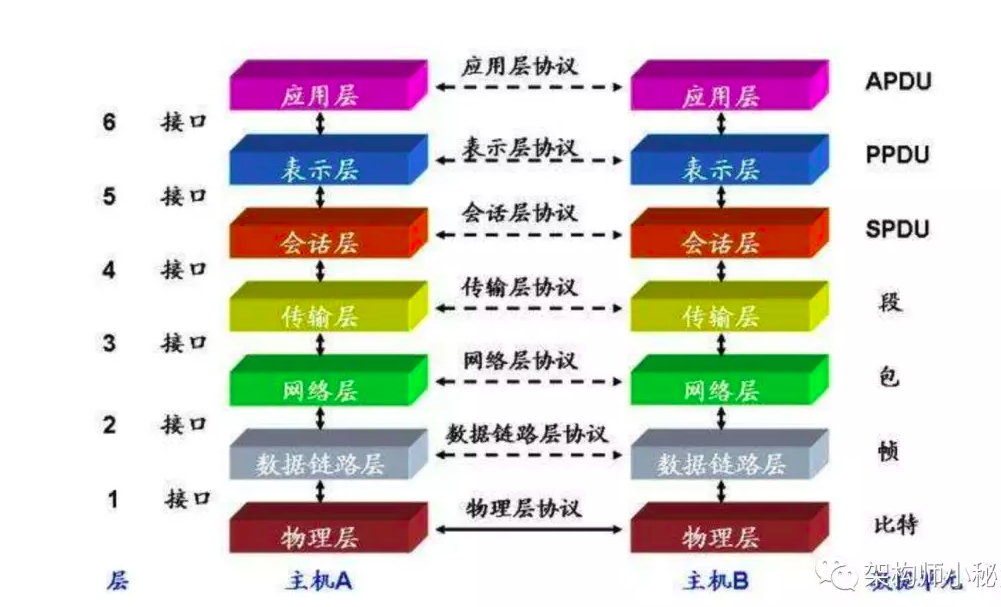 应用层协议
应用层
应用层
APDU
6 接口
表示层协议
表示层
表示层
PPDU
5 接口
会话层协议
会话层
会话层
SPDU
4 接口
传输层协议
传输层
传输层
段
3 接口
网络层协议
网络层
网络层
包
2 接口
数据链路层协议
数据链路层
数据链路层
帧
1 接口
物理层协议
物理层
物理层
比特
层
主机A
主机B
数据单元
架构师小秘